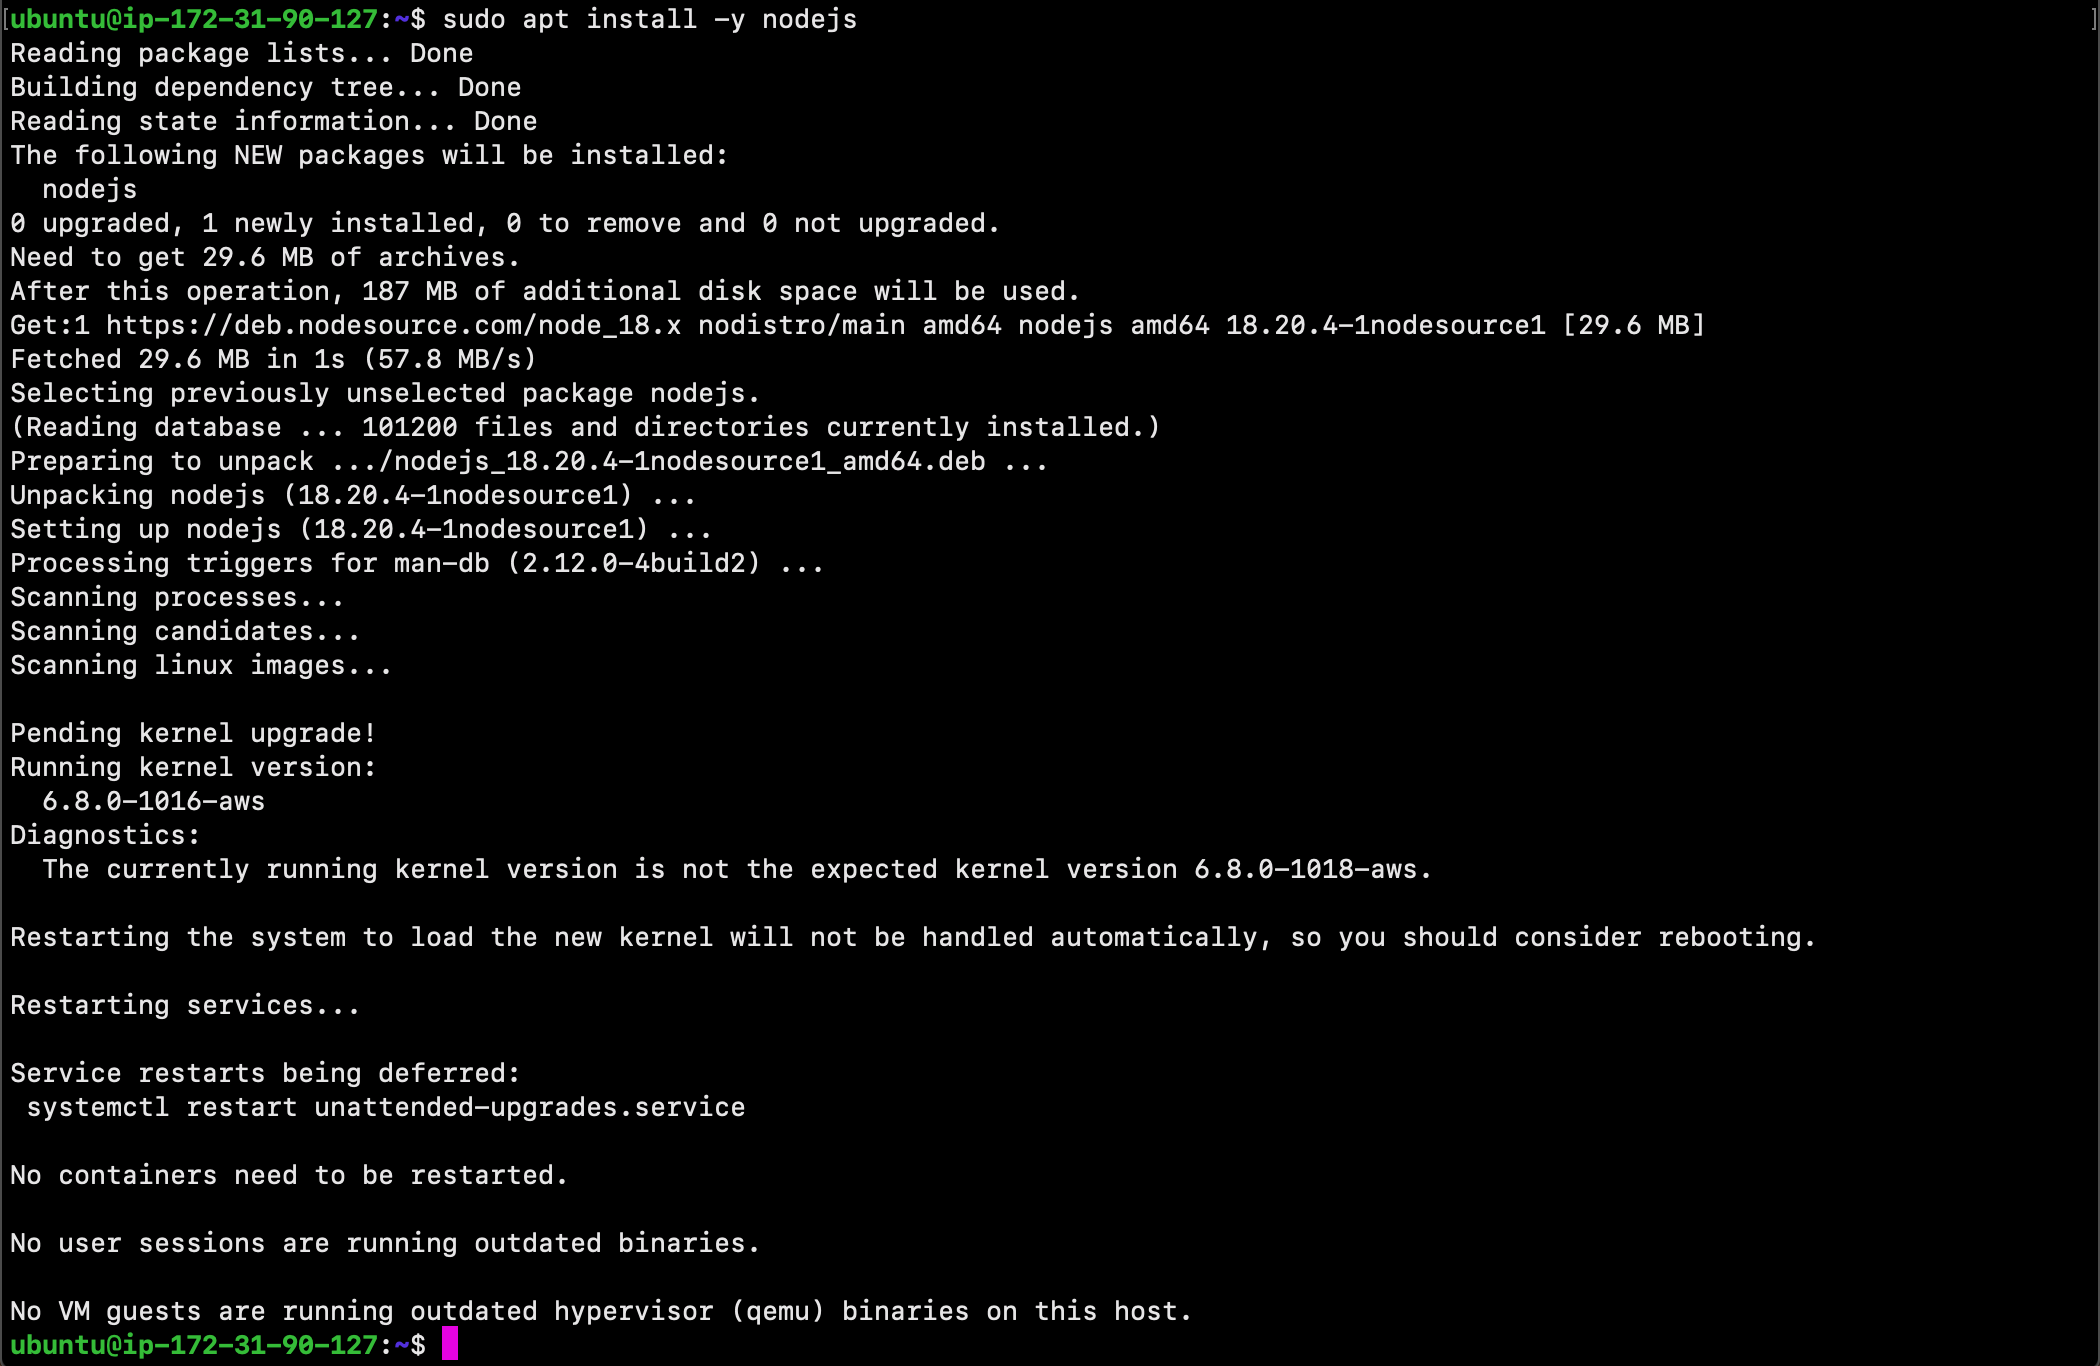 [ubuntu@ip-172-31-90-127:~$ sudo apt install -y nodejs ]
Reading package lists... Done
Building dependency tree... Done
Reading state information... Done
The following NEW packages will be installed:
  nodejs
0 upgraded, 1 newly installed, 0 to remove and 0 not upgraded.
Need to get 29.6 MB of archives.
After this operation, 187 MB of additional disk space will be used.
Get:1 https://deb.nodesource.com/node_18.x nodistro/main amd64 nodejs amd64 18.20.4-1nodesource1 [29.6 MB]
Fetched 29.6 MB in 1s (57.8 MB/s)
Selecting previously unselected package nodejs.
(Reading database ... 101200 files and directories currently installed.)
Preparing to unpack .../nodejs_18.20.4-1nodesource1_amd64.deb ...
Unpacking nodejs (18.20.4-1nodesource1) ...
Setting up nodejs (18.20.4-1nodesource1) ...
Processing triggers for man-db (2.12.0-4build2) ...
Scanning processes...
Scanning candidates...
Scanning linux images...

Pending kernel upgrade!
Running kernel version:
  6.8.0-1016-aws
Diagnostics:
  The currently running kernel version is not the expected kernel version 6.8.0-1018-aws.

Restarting the system to load the new kernel will not be handled automatically, so you should consider rebooting.

Restarting services...

Service restarts being deferred:
 systemctl restart unattended-upgrades.service

No containers need to be restarted.

No user sessions are running outdated binaries.

No VM guests are running outdated hypervisor (qemu) binaries on this host.
ubuntu@ip-172-31-90-127:~$